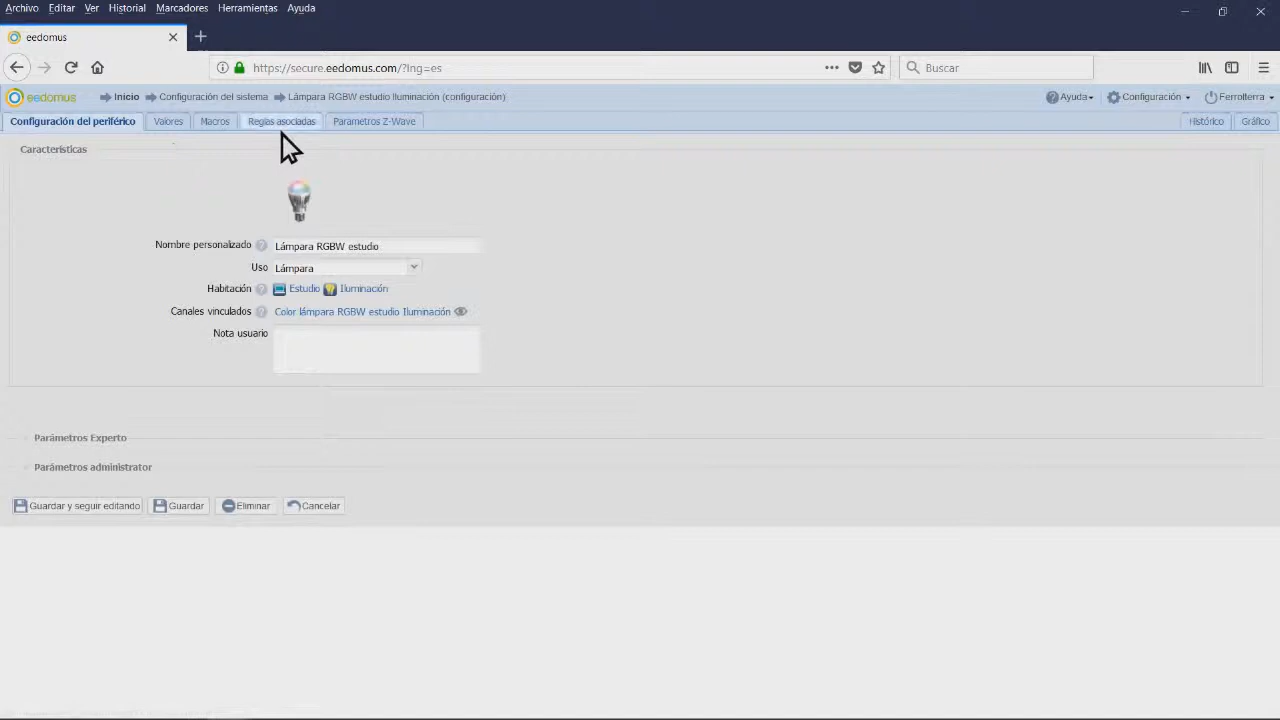 Archivo Editar Ver Historial Marcadores Herramientas Ayuda
eedomus
https://secure.eedomus.com/?lng=es
Buscar
eedomus Inicio Configuración del sistema Lámpara RGBW estudio Iluminación (configuración) Ayuda Configuración Ferrolterra
Configuración del periférico Valores Macros Reglas asociadas Parametros Z-Wave Histórico Gráfico
Características
Nombre personalizado Lámpara RGBW estudio
Uso Lámpara
Habitación Estudio Iluminación
Canales vinculados Color lámpara RGBW estudio Iluminación
Nota usuario
Parámetros Experto
Parámetros administrator
Guardar y seguir editando Guardar Eliminar Cancelar